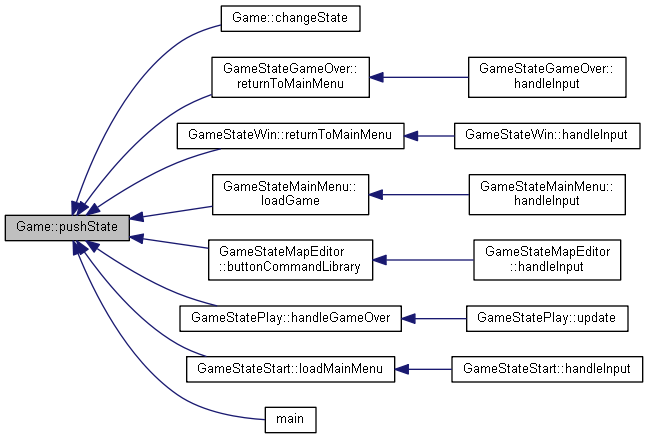 Game::changeState
GameStateGameOver::
returnToMainMenu
GameStateGameOver::
handleInput
GameStateWin::returnToMainMenu
GameStateWin::handleInput
GameStateMainMenu::
loadGame
GameStateMainMenu::
handleInput
Game::pushState
GameStateMapEditor
::buttonCommandLibrary
GameStateMapEditor
::handleInput
GameStatePlay::handleGameOver
GameStatePlay::update
GameStateStart::loadMainMenu
GameStateStart::handleInput
main